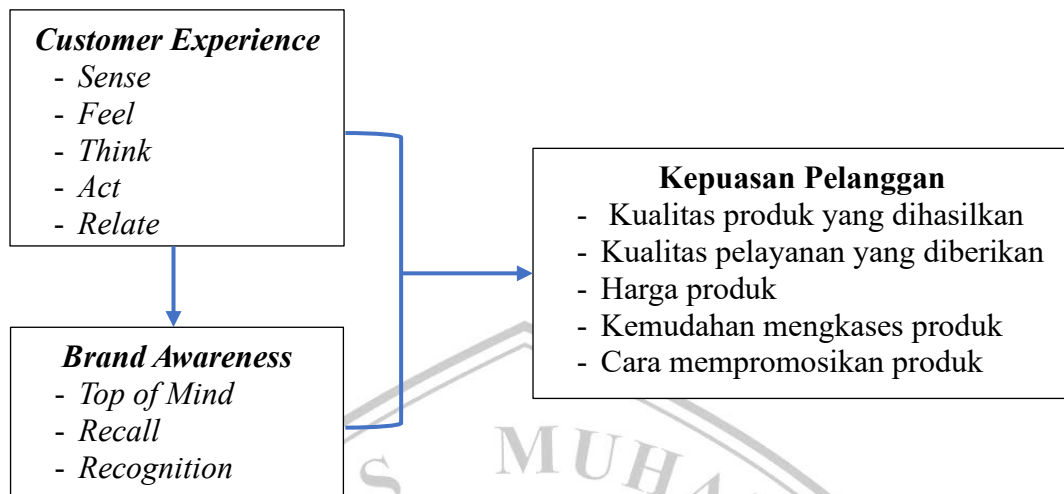 Customer Experience
- Sense
- Feel
- Think
- Act
- Relate
Brand Awareness
- Top of Mind
- Recall
- Recognition
Kepuasan Pelanggan
- Kualitas produk yang dihasilkan
- Kualitas pelayanan yang diberikan
- Harga produk
- Kemudahan mengkases produk
- Cara mempromosikan produk
S MUHA